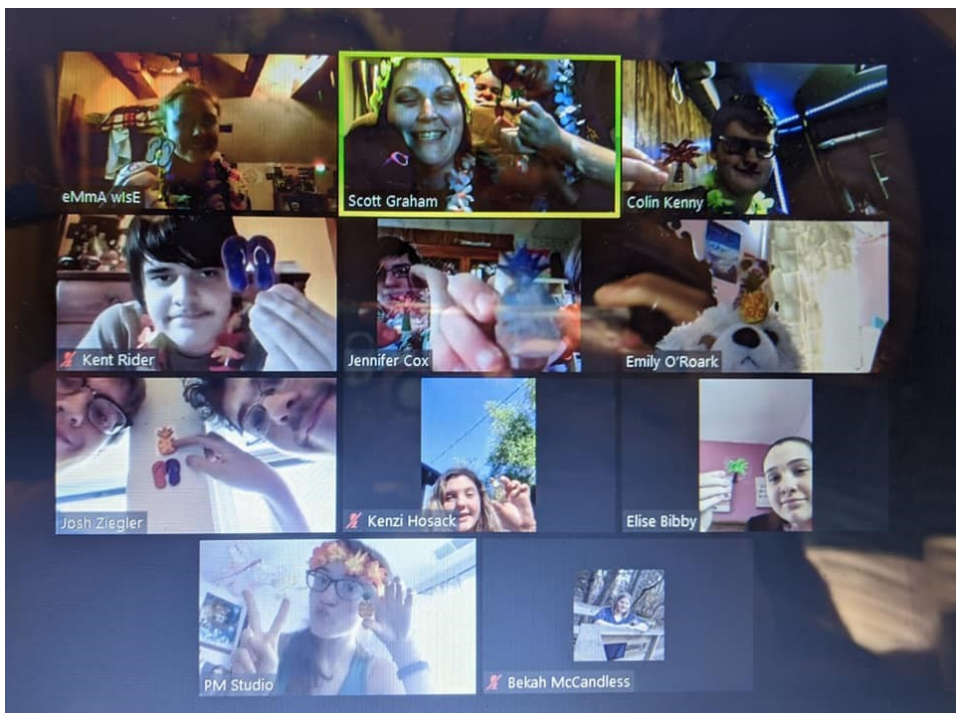 eMmA wIsE
Scott Graham
Colin Kenny
Kent Rider
Jennifer Cox
Emily O'Roark
Josh Ziegler
Kenzi Hosack
Elise Bibby
PM Studio
Bekah McCandless